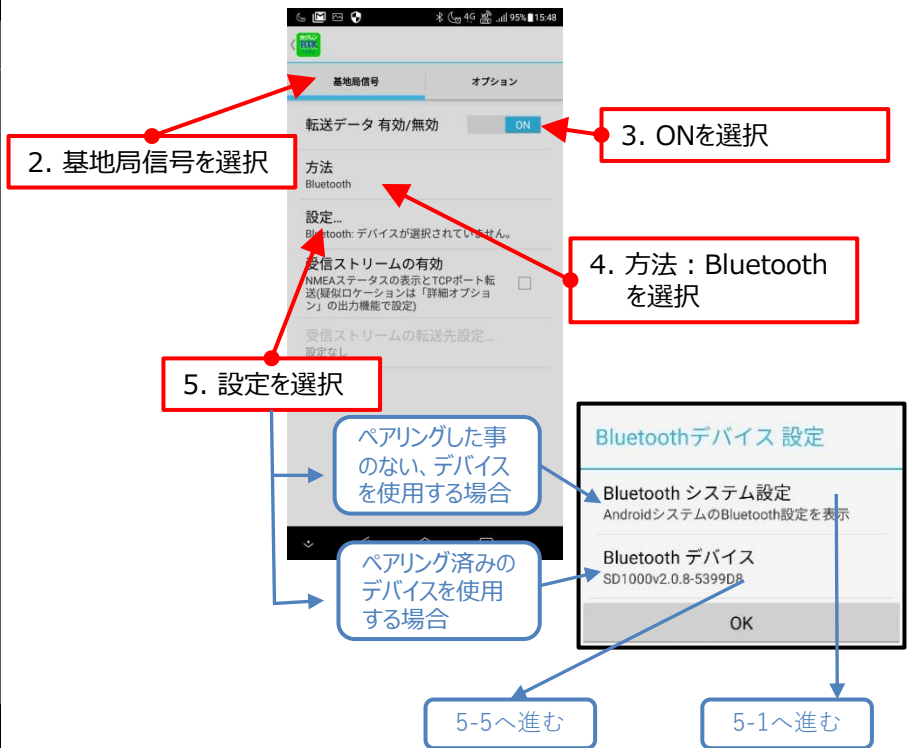 4G 95% 15:48
RTK
基地局信号
オプション
転送データ 有効/無効
ON
3. ONを選択
2. 基地局信号を選択
方法
Bluetooth
設定...
Bluetooth: デバイスが選択されていません。
4. 方法：Bluetooth
を選択
受信ストリームの有効
NMEAステータスの表示とTCPポート転
送(疑似ロケーションは「詳細オプショ
ン」の出力機能で設定)
受信ストリームの転送先設定...
設定なし
5. 設定を選択
ペアリングした事
のない、デバイス
を使用する場合
Bluetoothデバイス 設定
Bluetooth システム設定
AndroidシステムのBluetooth設定を表示
ペアリング済みの
デバイスを使用
する場合
Bluetooth デバイス
SD1000v2.0.8-5399D8
OK
5-5へ進む
5-1へ進む